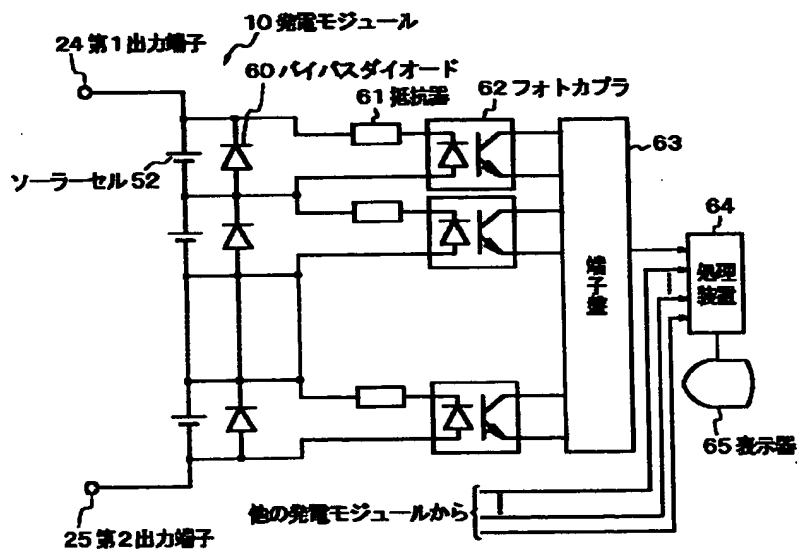 10 発電モジュール
24 第1出力端子
60 バイパスダイオード
61 抵抗器
62 フォトカプラ
63
ソーラーセル 52
64
処理
装置
端子盤
65 表示器
他の発電モジュールから
25 第2出力端子